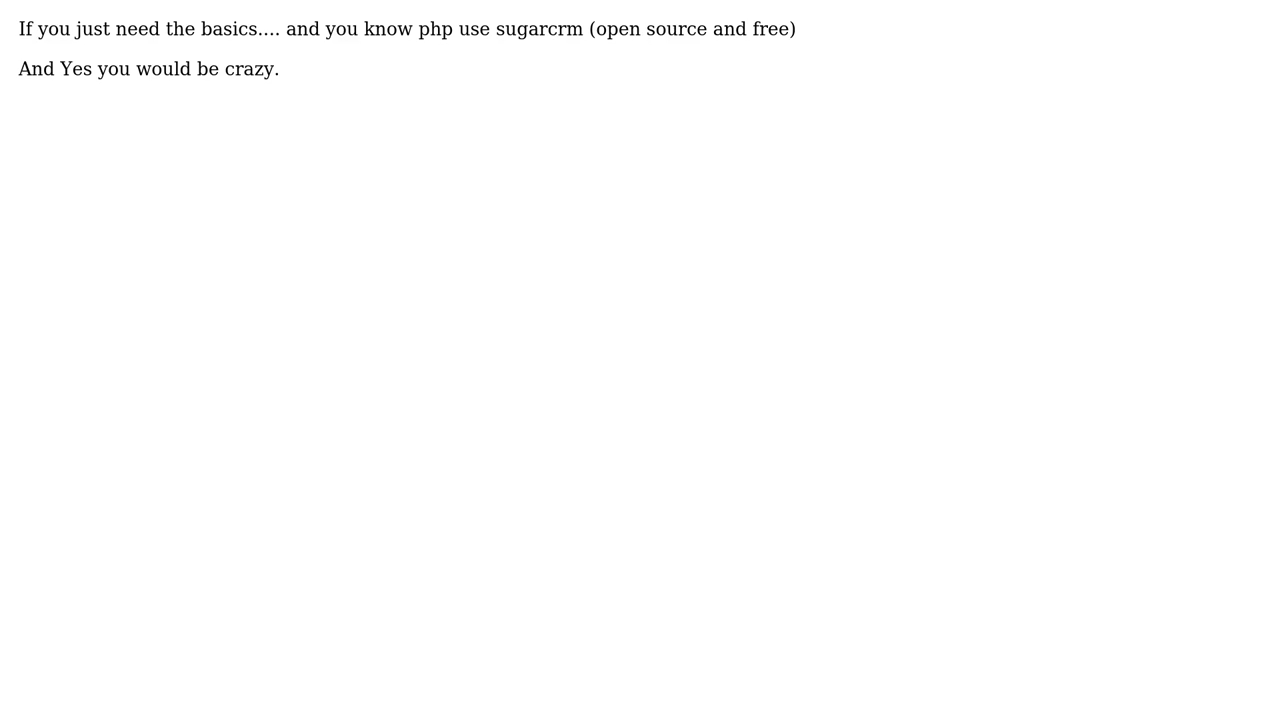 If you just need the basics.... and you know php use sugarcrm (open source and free)
And Yes you would be crazy.